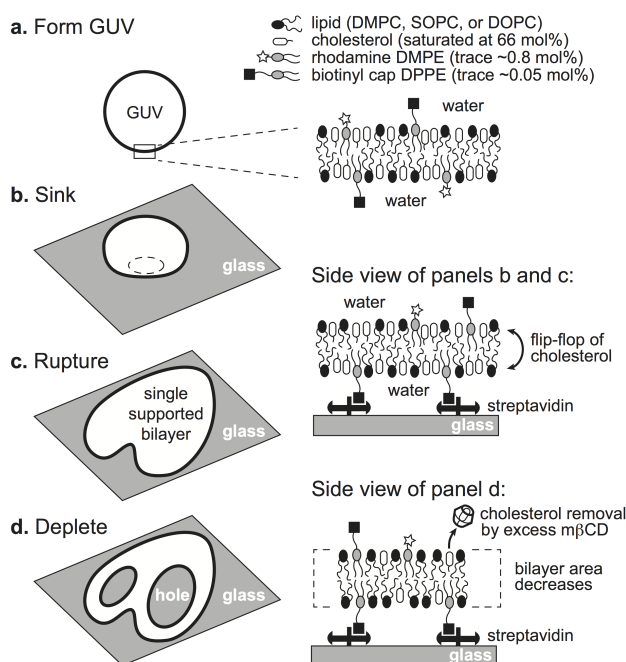 a. Form GUV
lipid (DMPC, SOPC, or DOPC)
cholesterol (saturated at 66 mol%)
rhodamine DMPE (trace ~0.8 mol%)
biotinyl cap DPPE (trace ~0.05 mol%)
GUV
water
water
b. Sink
glass
Side view of panels b and c:
water
flip-flop of
cholesterol
water
streptavidin
glass
c. Rupture
single
supported
bilayer
glass
d. Deplete
hole
glass
Side view of panel d:
cholesterol removal
by excess mβCD
bilayer area
decreases
streptavidin
glass